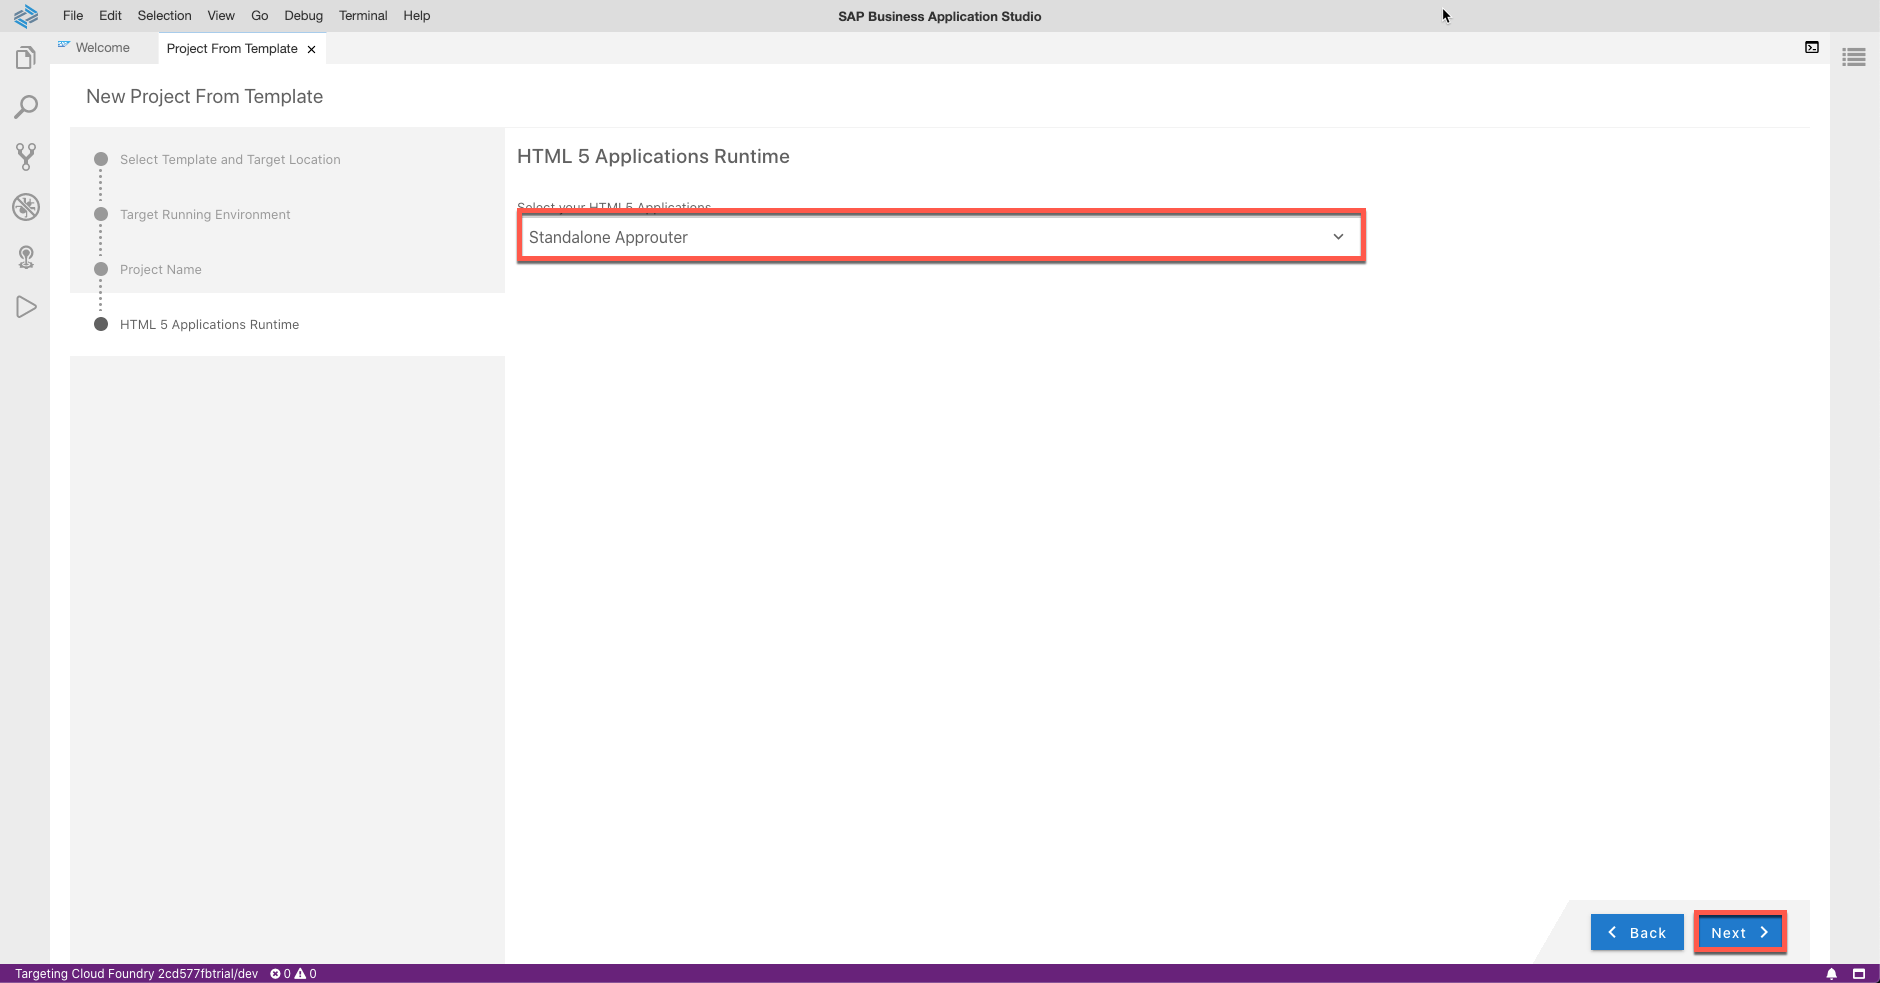 File Edit Selection View Go Debug Terminal Help
SAP Business Application Studio
Welcome
Project From Template
New Project From Template
Select Template and Target Location
Target Running Environment
Project Name
HTML 5 Applications Runtime
HTML 5 Applications Runtime
Select your HTML5 Applications
Standalone Approuter
Back
Next
Targeting Cloud Foundry 2cd577fbtrial/dev 0 0